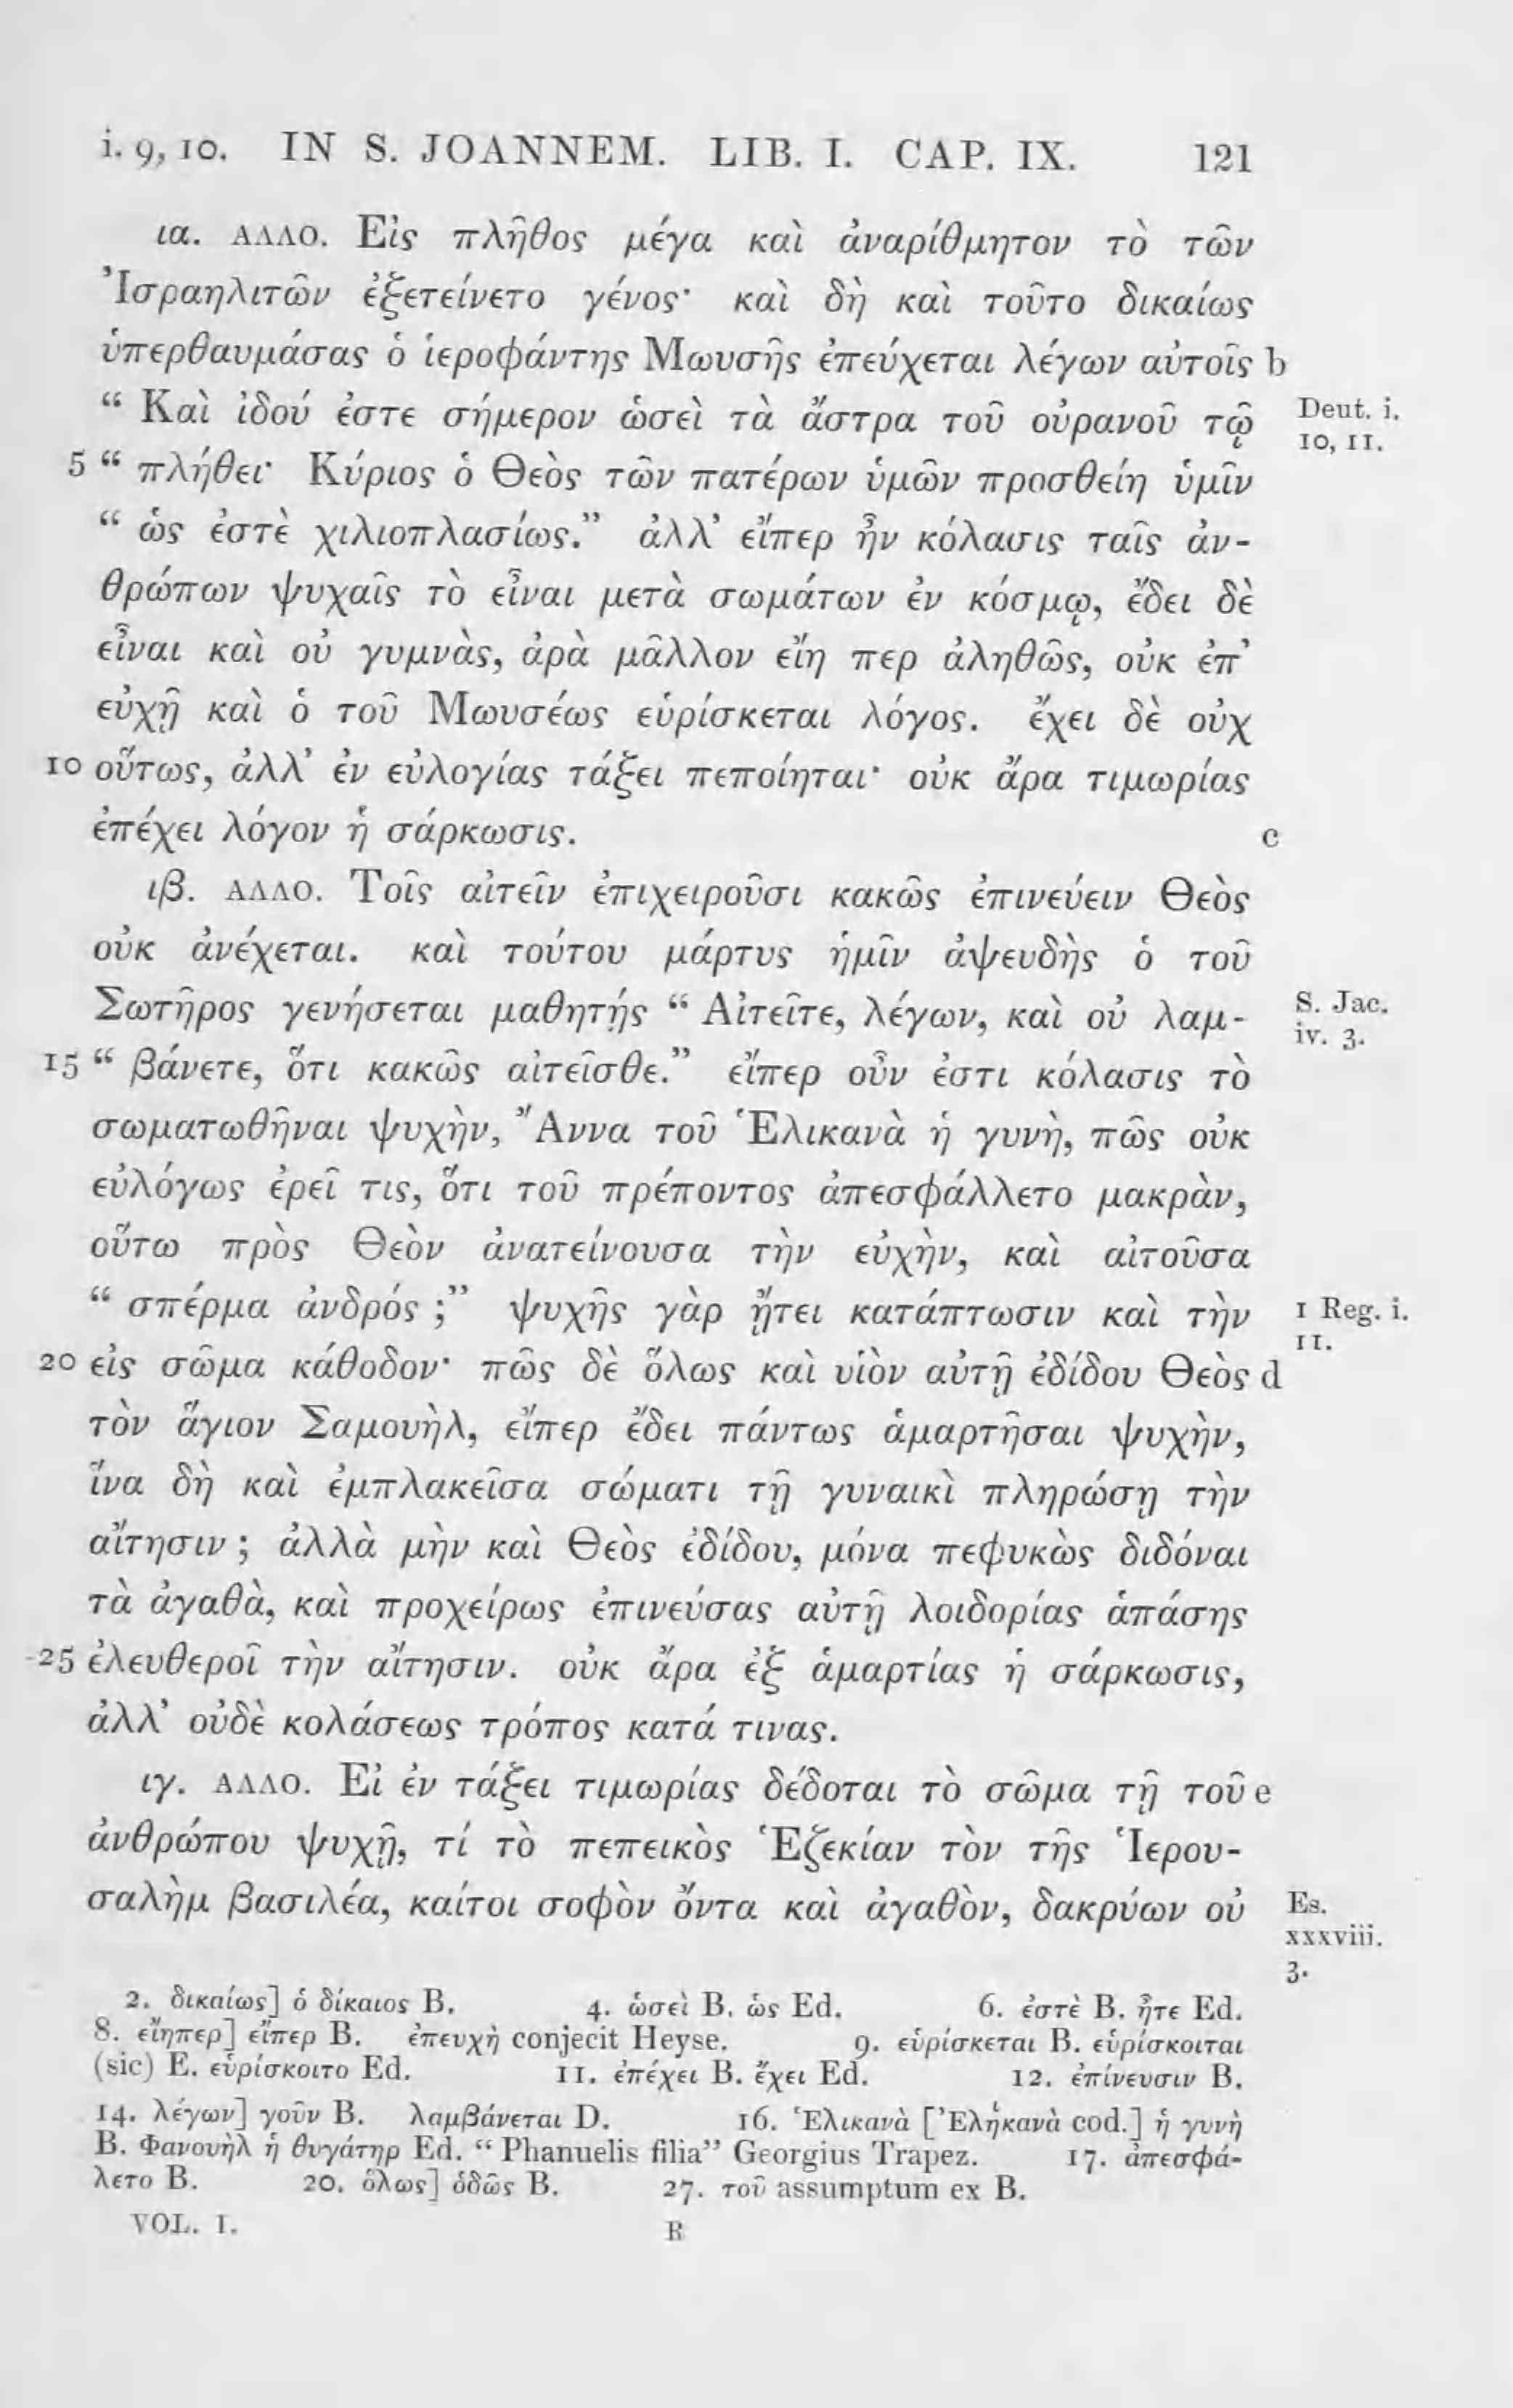 i. 9, 10. IN S. JOANNEM. LIB. I. CAP. IX. 121
ια. ΑΛΛΟ. Εἰς πλῆθος μέγα καὶ ἀναρίθμητον τὸ τῶν
Ἰσραηλιτῶν ἐξετείνετο γένος· καὶ δὴ καὶ τοῦτο δικαίως
ὑπερθαυμάσας ὁ ἱεροφάντης Μωυσῆς ἐπεύχεται λέγων αὐτοῖς b
“ Καὶ ἰδού ἐστε σήμερον ὡσεὶ τὰ ἄστρα τοῦ οὐρανοῦ τῷ Deut. i. 10, 11.
5 “ πλήθει· Κύριος ὁ Θεὸς τῶν πατέρων ὑμῶν προσθείη ὑμῖν
“ ὡς ἐστὲ χιλιοπλασίως.” ἀλλ’ εἴπερ ἦν κόλασις ταῖς ἀν-
θρώπων ψυχαῖς τὸ εἶναι μετὰ σωμάτων ἐν κόσμῳ, ἔδει δὲ
εἶναι καὶ οὐ γυμνὰς, ἀρὰ μᾶλλον εἴη περ ἀληθῶς, οὐκ ἐπ’
εὐχῇ καὶ ὁ τοῦ Μωυσέως εὑρίσκεται λόγος. ἔχει δὲ οὐχ
10 οὕτως, ἀλλ’ ἐν εὐλογίας τάξει πεποίηται· οὐκ ἄρα τιμωρίας
ἐπέχει λόγον ἡ σάρκωσις. c
ιβ. ΑΛΛΟ. Τοῖς αἰτεῖν ἐπιχειροῦσι κακῶς ἐπινεύειν Θεὸς
οὐκ ἀνέχεται. καὶ τούτου μάρτυς ἡμῖν ἀψευδὴς ὁ τοῦ
Σωτῆρος γενήσεται μαθητής “ Αἰτεῖτε, λέγων, καὶ οὐ λαμ- S. Jac. iv. 3.
15 “ βάνετε, ὅτι κακῶς αἰτεῖσθε.” εἴπερ οὖν ἐστι κόλασις τὸ
σωματωθῆναι ψυχὴν, Ἄννα τοῦ Ἑλικανὰ ἡ γυνὴ, πῶς οὐκ
εὐλόγως ἐρεῖ τις, ὅτι τοῦ πρέποντος ἀπεσφάλλετο μακρὰν,
οὕτω πρὸς Θεὸν ἀνατείνουσα τὴν εὐχὴν, καὶ αἰτοῦσα
“ σπέρμα ἀνδρός ;” ψυχῆς γὰρ ᾔτει κατάπτωσιν καὶ τὴν 1 Reg. i. 11.
20 εἰς σῶμα κάθοδον· πῶς δὲ ὅλως καὶ υἱὸν αὐτῇ ἐδίδου Θεὸς d
τὸν ἅγιον Σαμουὴλ, εἴπερ ἔδει πάντως ἁμαρτῆσαι ψυχὴν,
ἵνα δὴ καὶ ἐμπλακεῖσα σώματι τῇ γυναικὶ πληρώσῃ τὴν
αἴτησιν ; ἀλλὰ μὴν καὶ Θεὸς ἐδίδου, μόνα πεφυκὼς διδόναι
τὰ ἀγαθὰ, καὶ προχείρως ἐπινεύσας αὐτῇ λοιδορίας ἁπάσης
25 ἐλευθεροῖ τὴν αἴτησιν. οὐκ ἄρα ἐξ ἁμαρτίας ἡ σάρκωσις,
ἀλλ’ οὐδὲ κολάσεως τρόπος κατά τινας.
ιγ. ΑΛΛΟ. Εἰ ἐν τάξει τιμωρίας δέδοται τὸ σῶμα τῇ τοῦ e
ἀνθρώπου ψυχῇ, τί τὸ πεπεικὸς Ἑζεκίαν τὸν τῆς Ἱερου-
σαλὴμ βασιλέα, καίτοι σοφὸν ὄντα καὶ ἀγαθὸν, δακρύων οὐ Es. xxxviii. 3.
2. δικαίως] ὁ δίκαιος B. 4. ὡσεὶ B. ὡς Ed. 6. ἐστὲ B. ἦτε Ed.
8. εἴηπερ] εἴπερ B. ἐπευχὴ conjecit Heyse. 9. εὑρίσκεται B. εὑρίσκοιται
(sic) E. εὑρίσκοιτο Ed. 11. ἐπέχει B. ἔχει Ed. 12. ἐπίνευσιν B.
14. λέγων] γοῦν B. λαμβάνεται D. 16. Ἑλικανὰ [Ἐλήκανὰ cod.] ἡ γυνὴ
B. Φανουὴλ ἡ θυγάτηρ Ed. “ Phanuelis filia” Georgius Trapez. 17. ἀπεσφά-
λετο B. 20. ὅλως] ὁδῶς B. 27. τοῦ assumptum ex B.
VOL. I. R